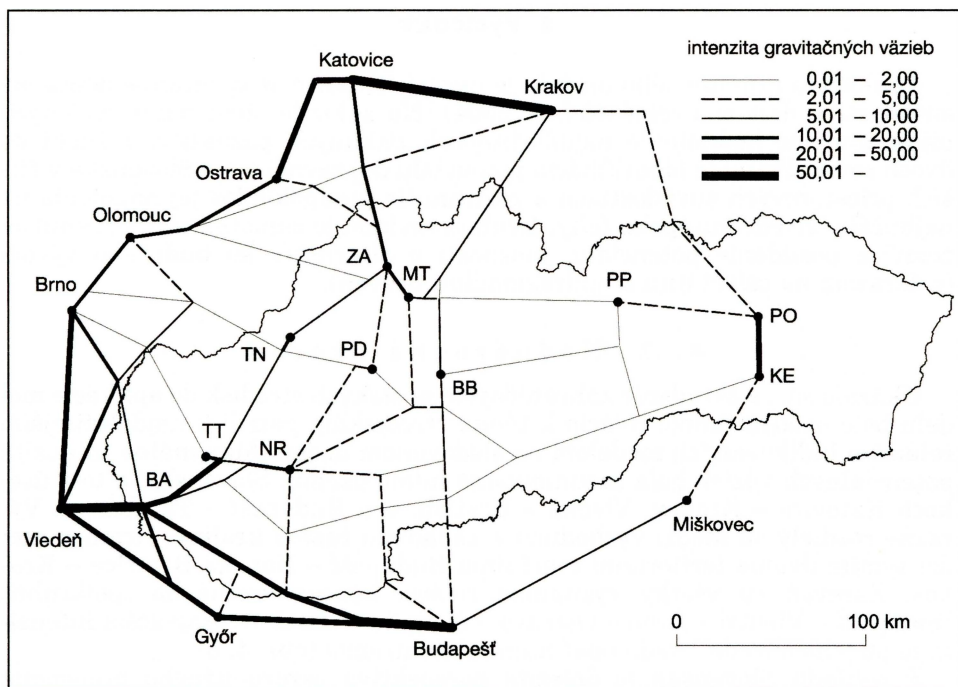 intenzita gravitačných väzieb
0,01 – 2,00
2,01 – 5,00
5,01 – 10,00
10,01 – 20,00
20,01 – 50,00
50,01 –
Katovice
Krakov
Ostrava
Olomouc
ZA
MT
Brno
PP
PO
TN
PD
BB
KE
TT
NR
BA
Viedeň
Miškovec
Győr
Budapešť
0
100 km